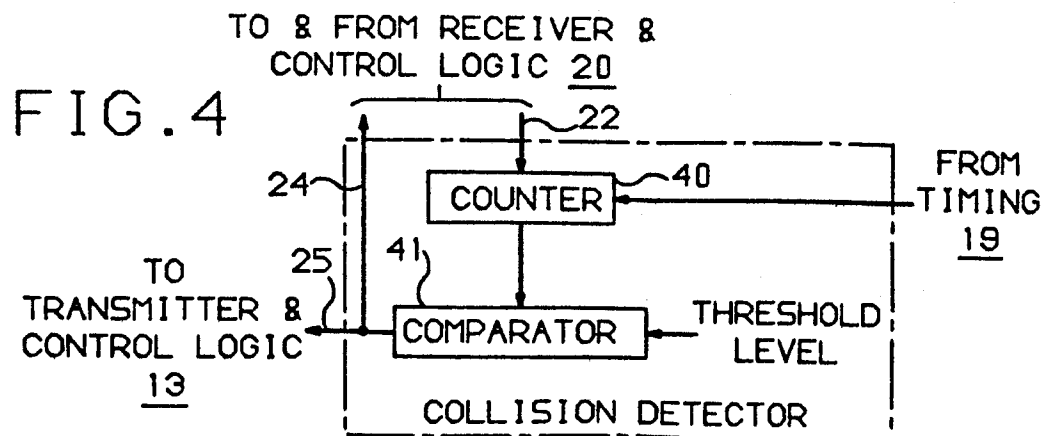 TO & FROM RECEIVER &
CONTROL LOGIC 20
FIG.4
22
FROM
TIMING
19
24
40
COUNTER
25
41
TO
TRANSMITTER &
CONTROL LOGIC
13
COMPARATOR
THRESHOLD
LEVEL
COLLISION DETECTOR